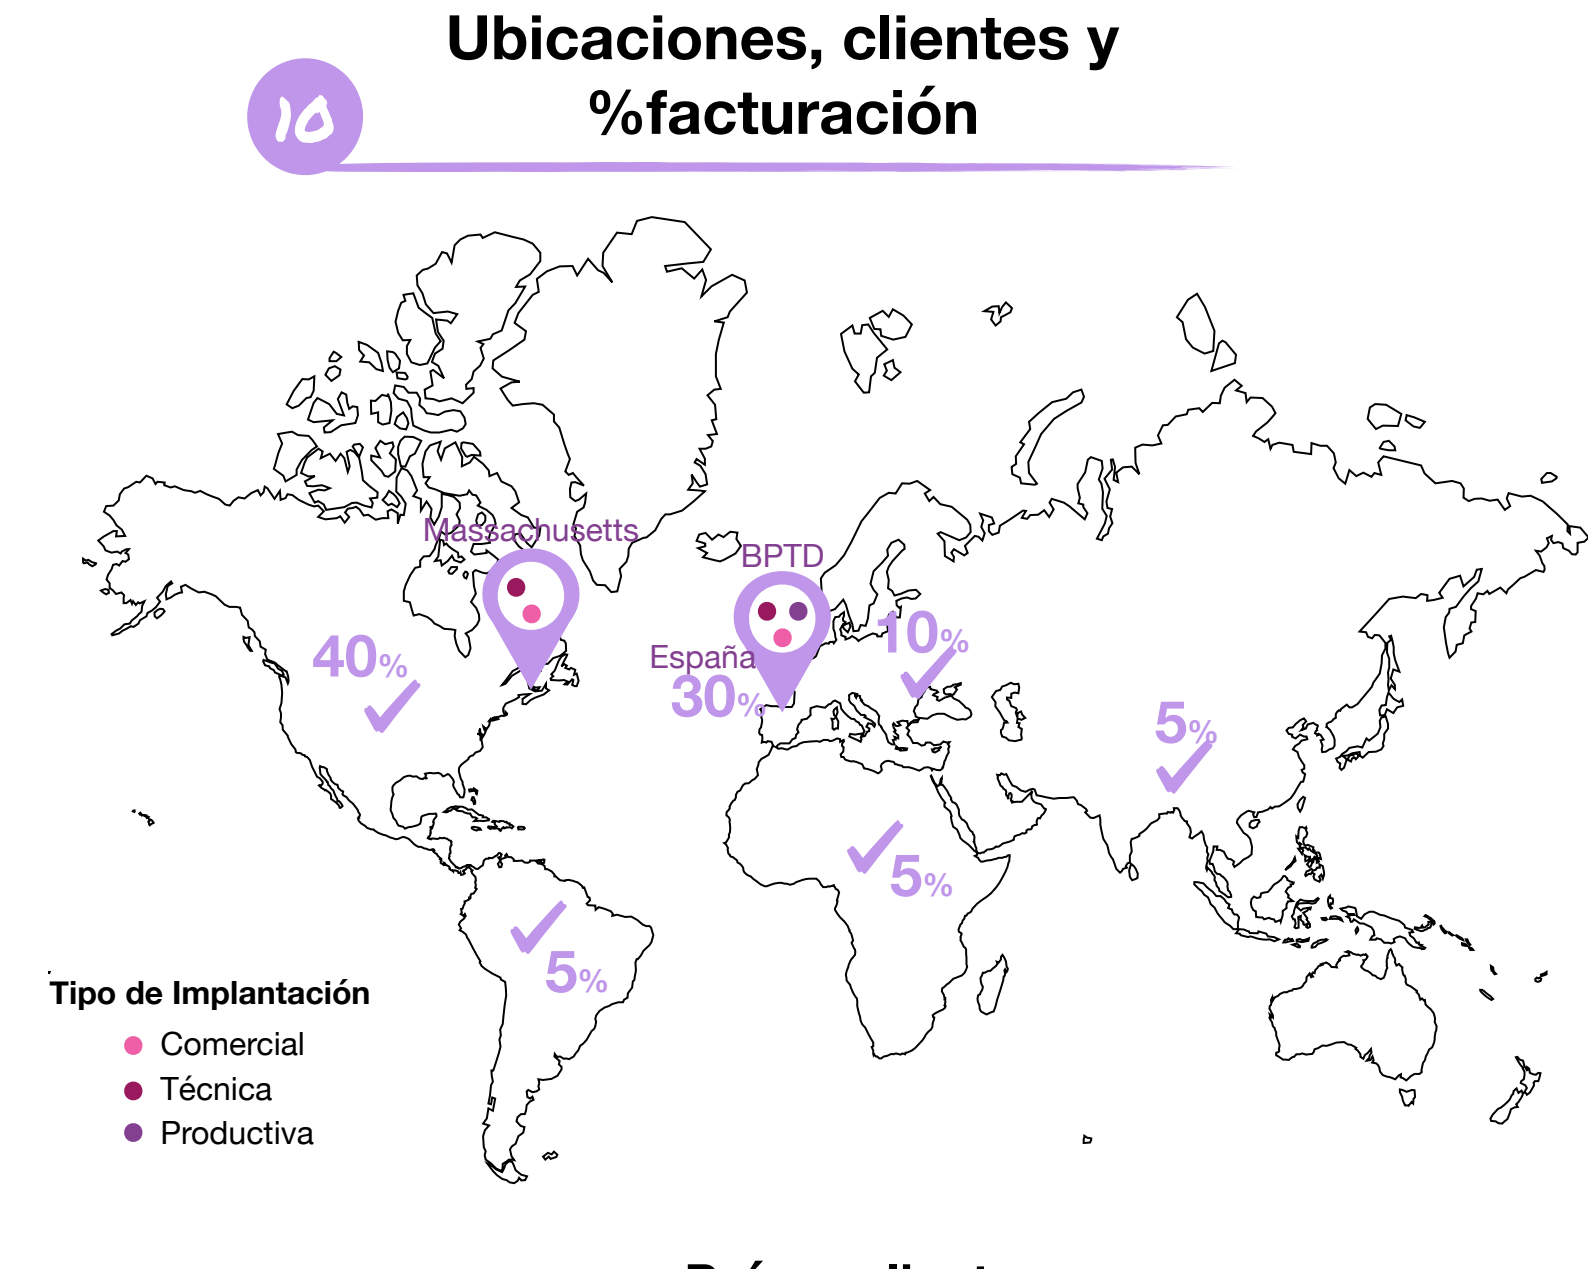 Ubicaciones, clientes y
%facturación
10
Massachusetts
BPTD
10%
40%
España
30%
5%
5%
5%
Tipo de Implantación
Comercial
Técnica
Productiva